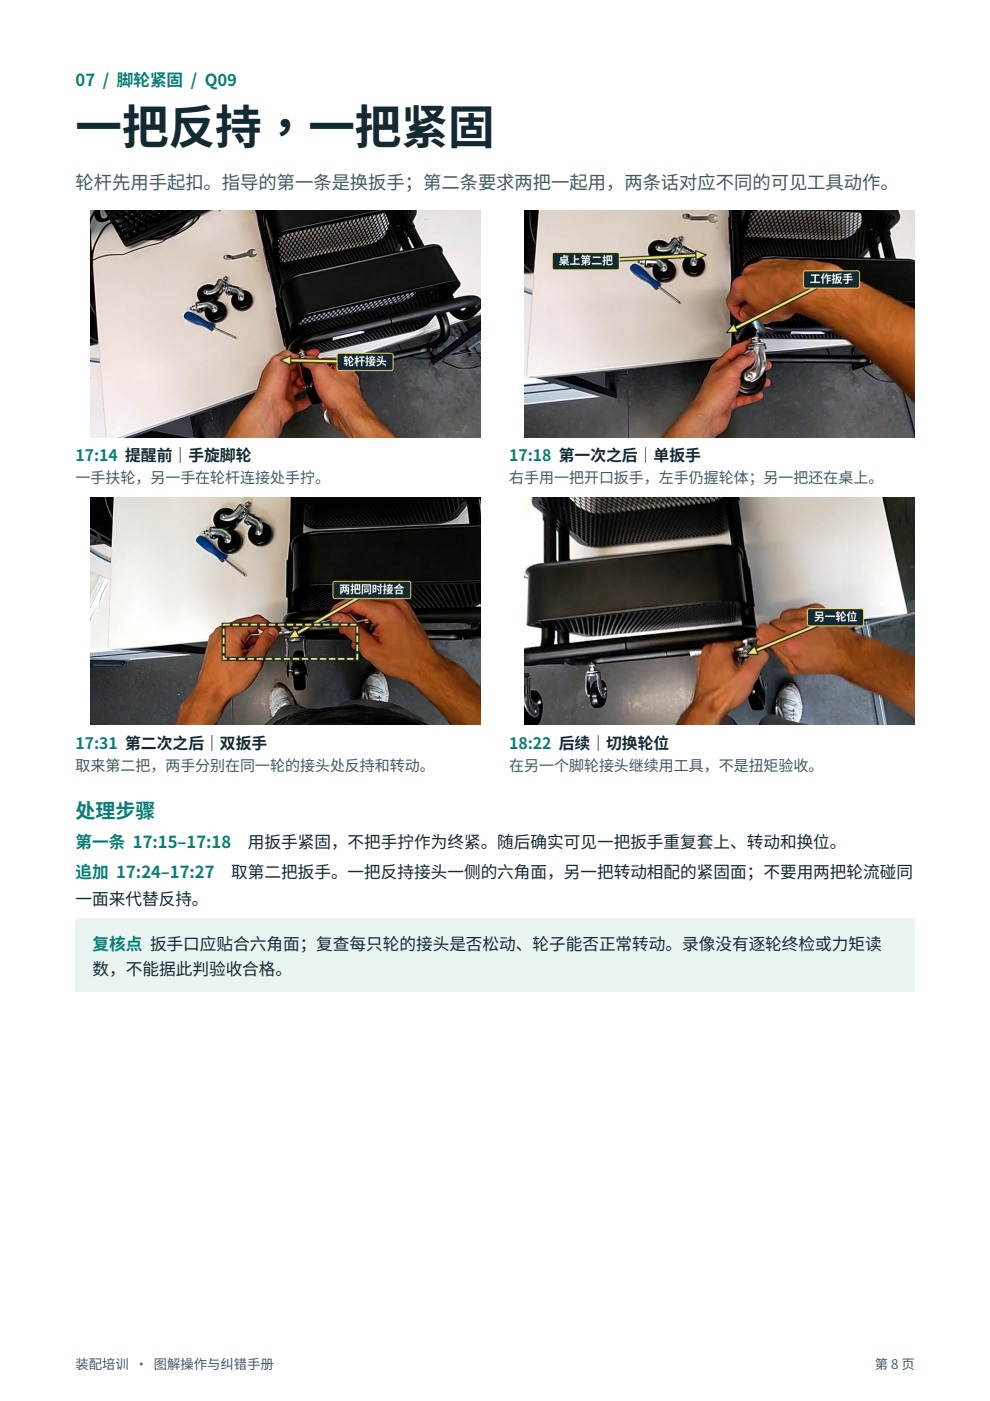 07 / 脚轮紧固 / Q09
一把反持，一把紧固
轮杆先用手起扣。指导的第一条是换扳手；第二条要求两把一起用，两条话对应不同的可见工具动作。
轮杆接头
桌上第二把
工作扳手
17:14 提醒前｜手旋脚轮
一手扶轮，另一手在轮杆连接处手拧。
17:18 第一次之后｜单扳手
右手用一把开口扳手，左手仍握轮体；另一把还在桌上。
两把同时接合
另一轮位
17:31 第二次之后｜双扳手
取来第二把，两手分别在同一轮的接头处反持和转动。
18:22 后续｜切换轮位
在另一个脚轮接头继续用工具，不是扭矩验收。
处理步骤
第一条 17:15–17:18 用扳手紧固，不把手拧作为终紧。随后确实可见一把扳手重复套上、转动和换位。
追加 17:24–17:27 取第二把扳手。一把反持接头一侧的六角面，另一把转动相配的紧固面；不要用两把轮流碰同
一面来代替反持。
复核点 扳手口应贴合六角面；复查每只轮的接头是否松动、轮子能否正常转动。录像没有逐轮终检或力矩读
数，不能据此判验收合格。
装配培训 · 图解操作与纠错手册
第 8 页